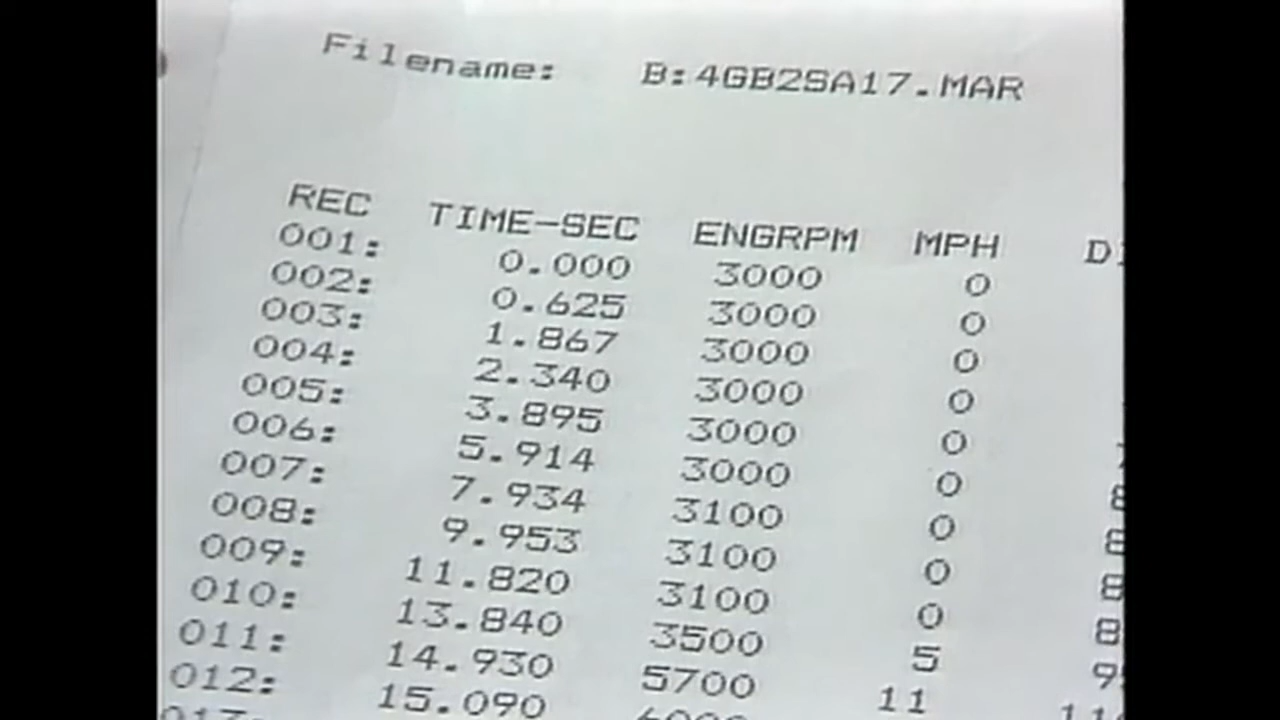 Filename: B:4GB2SA17.MAR
REC TIME-SEC ENGRPM MPH
001: 0.000 3000 0
002: 0.625 3000 0
003: 1.867 3000 0
004: 2.340 3000 0
005: 3.895 3000 0
006: 5.914 3000 0
007: 7.934 3100 0
008: 9.953 3100 0
009: 11.820 3100 0
010: 13.840 3500 5
011: 14.930 5700 11
012: 15.090